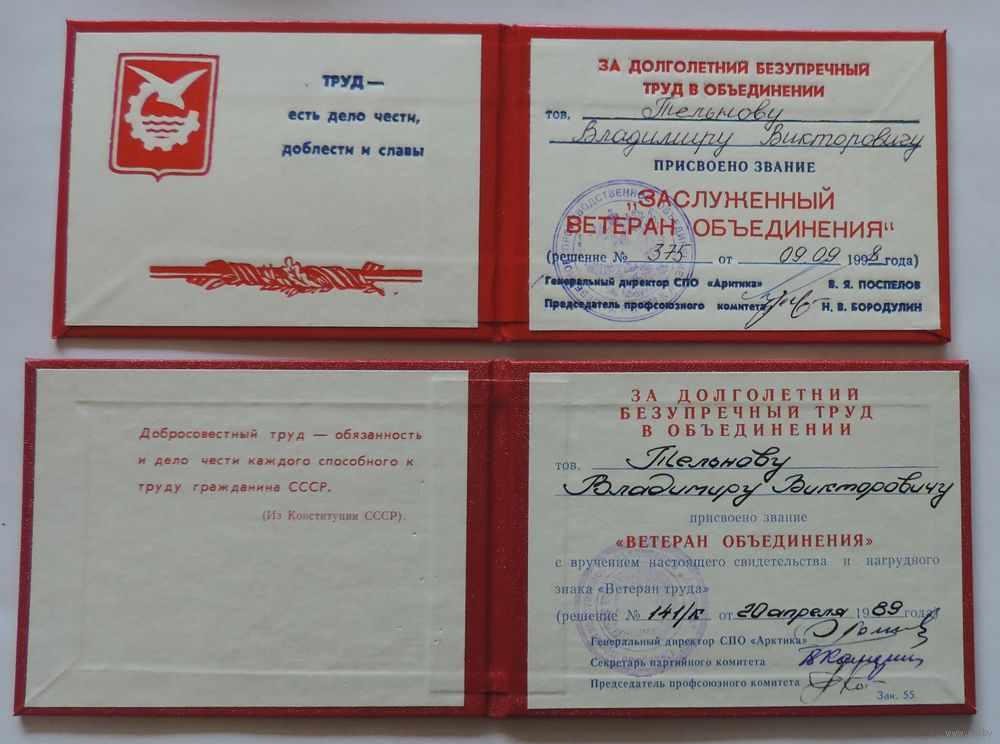 ТРУД —
есть дело чести,
доблести и славы
ЗА ДОЛГОЛЕТНИЙ БЕЗУПРЕЧНЫЙ
ТРУД В ОБЪЕДИНЕНИИ
тов. Тельнову
Владимиру Викторовичу
ПРИСВОЕНО ЗВАНИЕ
"ЗАСЛУЖЕННЫЙ
ВЕТЕРАН ОБЪЕДИНЕНИЯ"
(решение № 375 от 09.09 1998 года)
Генеральный директор СПО «Арктика» В. Я. ПОСПЕЛОВ
Председатель профсоюзного комитета Н. В. БОРОДУЛИН
Добросовестный труд — обязанность
и дело чести каждого способного к
труду гражданина СССР.
(Из Конституции СССР).
ЗА ДОЛГОЛЕТНИЙ
БЕЗУПРЕЧНЫЙ ТРУД
В ОБЪЕДИНЕНИИ
тов. Тельнову
Владимиру Викторовичу
присвоено звание
«ВЕТЕРАН ОБЪЕДИНЕНИЯ»
с вручением настоящего свидетельства и нагрудного
знака «Ветеран труда»
(решение № 141/к от 20 апреля 1989 года)
Генеральный директор СПО «Арктика»
Секретарь партийного комитета
Председатель профсоюзного комитета
Зак. 55.